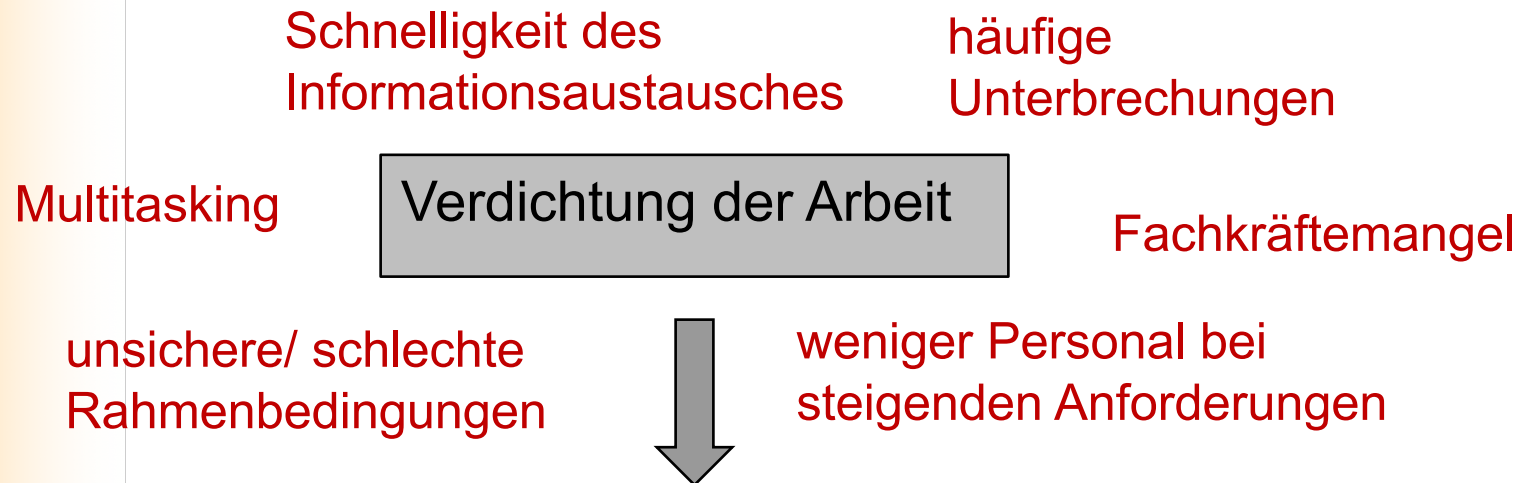 Schnelligkeit des
Informationsaustausches
häufige
Unterbrechungen
Multitasking
Verdichtung der Arbeit
Fachkräftemangel
unsichere/ schlechte
Rahmenbedingungen
weniger Personal bei
steigenden Anforderungen